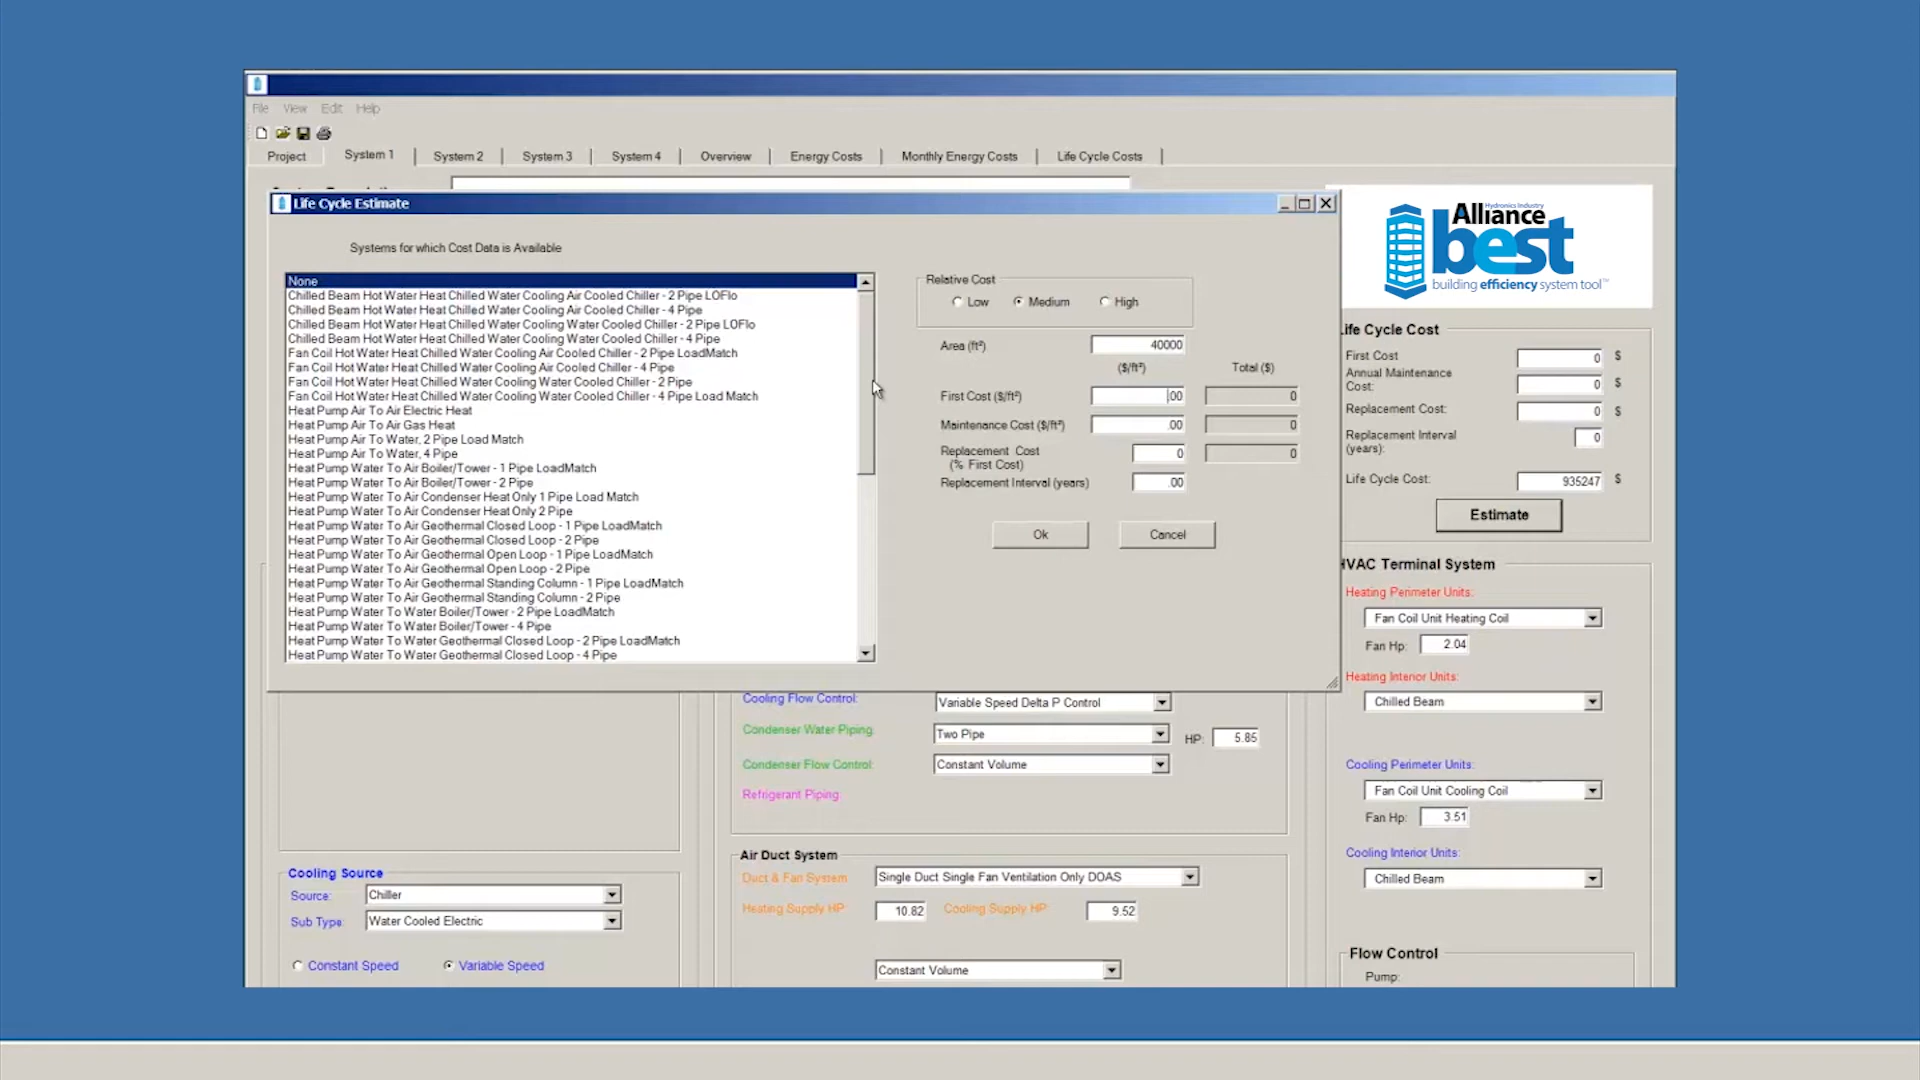 File View Edit Help
Project System 1 System 2 System 3 System 4 Overview Energy Costs Monthly Energy Costs Life Cycle Costs
Life Cycle Estimate
Systems for which Cost Data is Available
None
Chilled Beam Hot Water Heat Chilled Water Cooling Air Cooled Chiller - 2 Pipe LOFlo
Chilled Beam Hot Water Heat Chilled Water Cooling Air Cooled Chiller - 4 Pipe
Chilled Beam Hot Water Heat Chilled Water Cooling Water Cooled Chiller - 2 Pipe LOFlo
Chilled Beam Hot Water Heat Chilled Water Cooling Water Cooled Chiller - 4 Pipe
Fan Coil Hot Water Heat Chilled Water Cooling Air Cooled Chiller - 2 Pipe LoadMatch
Fan Coil Hot Water Heat Chilled Water Cooling Air Cooled Chiller - 4 Pipe
Fan Coil Hot Water Heat Chilled Water Cooling Water Cooled Chiller - 2 Pipe
Fan Coil Hot Water Heat Chilled Water Cooling Water Cooled Chiller - 4 Pipe Load Match
Heat Pump Air To Air Electric Heat
Heat Pump Air To Air Gas Heat
Heat Pump Air To Water, 2 Pipe Load Match
Heat Pump Air To Water, 4 Pipe
Heat Pump Water To Air Boiler/Tower - 1 Pipe LoadMatch
Heat Pump Water To Air Boiler/Tower - 2 Pipe
Heat Pump Water To Air Condenser Heat Only 1 Pipe Load Match
Heat Pump Water To Air Condenser Heat Only 2 Pipe
Heat Pump Water To Air Geothermal Closed Loop - 1 Pipe LoadMatch
Heat Pump Water To Air Geothermal Closed Loop - 2 Pipe
Heat Pump Water To Air Geothermal Open Loop - 1 Pipe LoadMatch
Heat Pump Water To Air Geothermal Open Loop - 2 Pipe
Heat Pump Water To Air Geothermal Standing Column - 1 Pipe LoadMatch
Heat Pump Water To Air Geothermal Standing Column - 2 Pipe
Heat Pump Water To Water Boiler/Tower - 2 Pipe LoadMatch
Heat Pump Water To Water Boiler/Tower - 4 Pipe
Heat Pump Water To Water Geothermal Closed Loop - 2 Pipe LoadMatch
Heat Pump Water To Water Geothermal Closed Loop - 4 Pipe
Relative Cost
Low Medium High
Area (ft²) 40000
($/ft²) Total ($)
First Cost ($/ft²) .00 0
Maintenance Cost ($/ft²) .00 0
Replacement Cost
(% First Cost) 0 0
Replacement Interval (years) .00
Ok Cancel
Hydronics Industry
Alliance
best
building efficiency system tool™
Life Cycle Cost
First Cost 0 $
Annual Maintenance
Cost: 0 $
Replacement Cost: 0 $
Replacement Interval
(years): 0
Life Cycle Cost: 935247 $
Estimate
HVAC Terminal System
Heating Perimeter Units:
Fan Coil Unit Heating Coil
Fan Hp: 2.04
Heating Interior Units:
Chilled Beam
Cooling Perimeter Units:
Fan Coil Unit Cooling Coil
Fan Hp: 3.51
Cooling Interior Units:
Chilled Beam
Flow Control
Pump:
Cooling Flow Control: Variable Speed Delta P Control
Condenser Water Piping: Two Pipe HP: 5.85
Condenser Flow Control: Constant Volume
Refrigerant Piping:
Air Duct System
Duct & Fan System Single Duct Single Fan Ventilation Only DOAS
Heating Supply HP 10.82 Cooling Supply HP: 9.52
Constant Volume
Cooling Source
Source: Chiller
Sub Type: Water Cooled Electric
Constant Speed Variable Speed